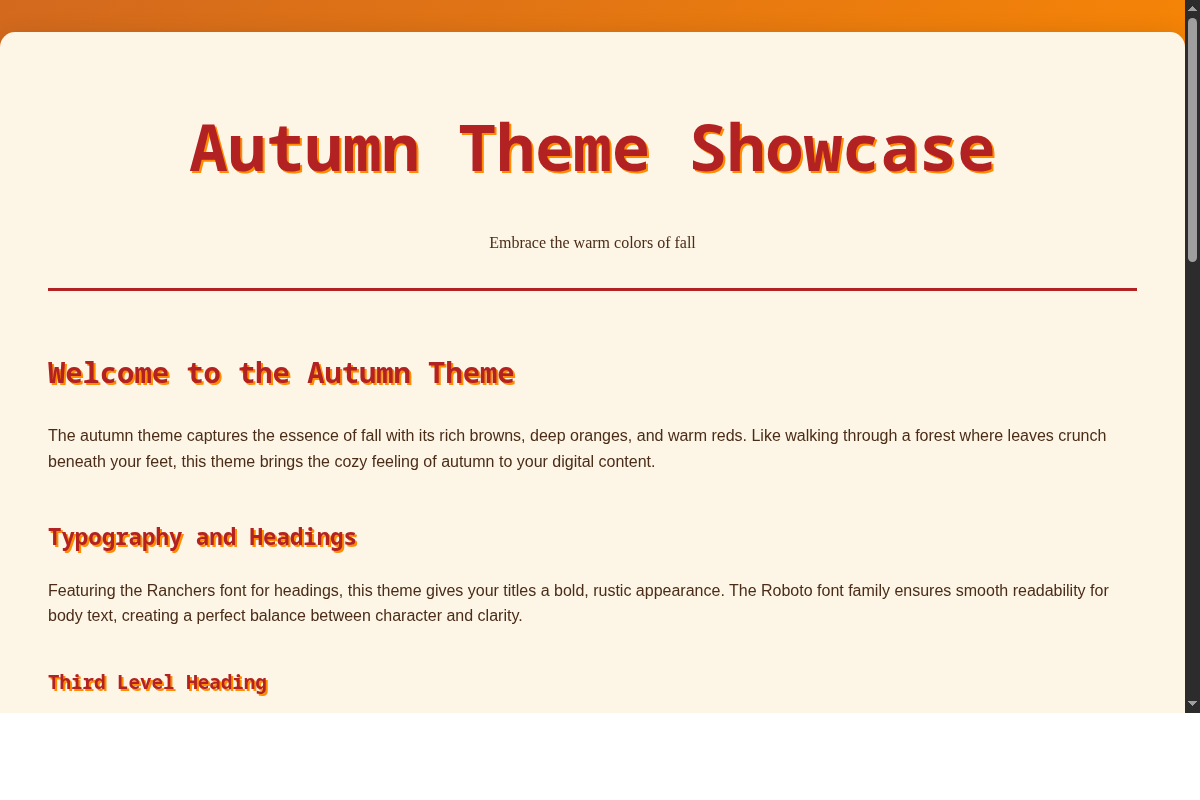 Autumn Theme Showcase
Embrace the warm colors of fall
Welcome to the Autumn Theme
The autumn theme captures the essence of fall with its rich browns, deep oranges, and warm reds. Like walking through a forest where leaves crunch
beneath your feet, this theme brings the cozy feeling of autumn to your digital content.
Typography and Headings
Featuring the Ranchers font for headings, this theme gives your titles a bold, rustic appearance. The Roboto font family ensures smooth readability for
body text, creating a perfect balance between character and clarity.
Third Level Heading